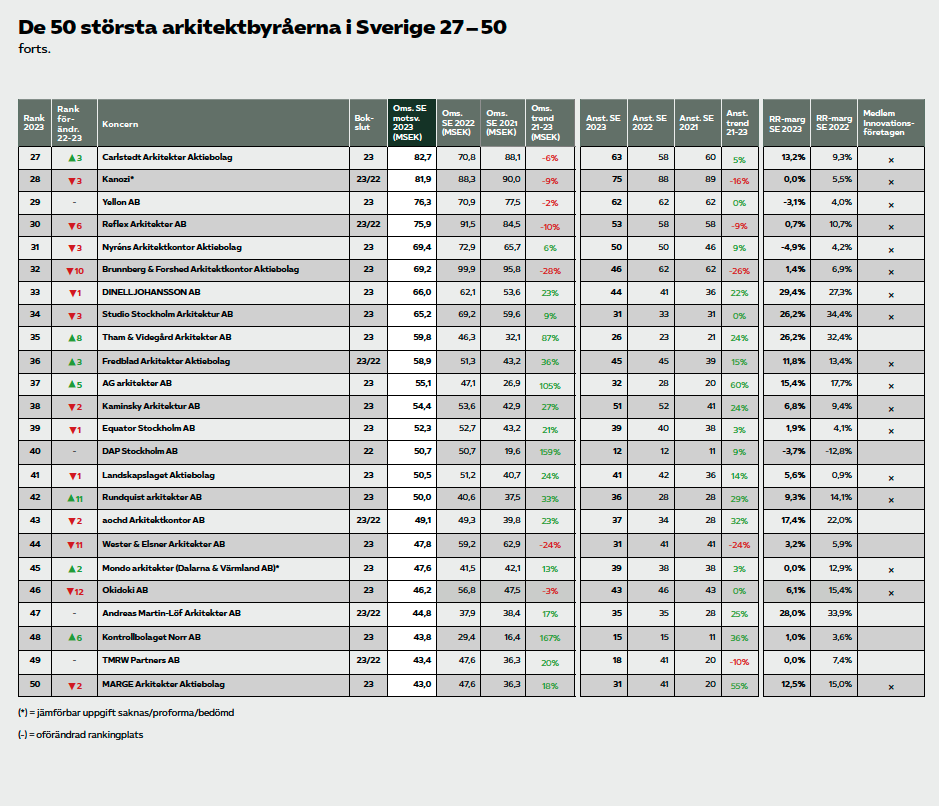 De 50 största arkitektbyråerna i Sverige 27–50
forts.
Rank 2023 | Rank för- ändr. 22-23 | Koncern | Bok- slut | Oms. SE motsv. 2023 (MSEK) | Oms. SE 2022 (MSEK) | Oms. SE 2021 (MSEK) | Oms. trend 21-23 (MSEK) | Anst. SE 2023 | Anst. SE 2022 | Anst. SE 2021 | Anst. trend 21-23 | RR-marg SE 2023 | RR-marg SE 2022 | Medlem Innovations- företagen
27 ▲3 Carlstedt Arkitekter Aktiebolag 23 82,7 70,8 88,1 -6% 63 58 60 5% 13,2% 9,3% ×
28 ▼3 Kanozi* 23/22 81,9 88,3 90,0 -9% 75 88 89 -16% 0,0% 5,5% ×
29 - Yellon AB 23 76,3 70,9 77,5 -2% 62 62 62 0% -3,1% 4,0% ×
30 ▼6 Reflex Arkitekter AB 23/22 75,9 91,5 84,5 -10% 53 58 58 -9% 0,7% 10,7% ×
31 ▼3 Nyréns Arkitektkontor Aktiebolag 23 69,4 72,9 65,7 6% 50 50 46 9% -4,9% 4,2% ×
32 ▼10 Brunnberg & Forshed Arkitektkontor Aktiebolag 23 69,2 99,9 95,8 -28% 46 62 62 -26% 1,4% 6,9% ×
33 ▼1 DINELLJOHANSSON AB 23 66,0 62,1 53,6 23% 44 41 36 22% 29,4% 27,3% ×
34 ▼3 Studio Stockholm Arkitektur AB 23 65,2 69,2 59,6 9% 31 33 31 0% 26,2% 34,4% ×
35 ▲8 Tham & Videgård Arkitekter AB 23 59,8 46,3 32,1 87% 26 23 21 24% 26,2% 32,4%
36 ▲3 Fredblad Arkitekter Aktiebolag 23/22 58,9 51,3 43,2 36% 45 45 39 15% 11,8% 13,4% ×
37 ▲5 AG arkitekter AB 23 55,1 47,1 26,9 105% 32 28 20 60% 15,4% 17,7% ×
38 ▼2 Kaminsky Arkitektur AB 23 54,4 53,6 42,9 27% 51 52 41 24% 6,8% 9,4% ×
39 ▼1 Equator Stockholm AB 23 52,3 52,7 43,2 21% 39 40 38 3% 1,9% 4,1% ×
40 - DAP Stockholm AB 22 50,7 50,7 19,6 159% 12 12 11 9% -3,7% -12,8%
41 ▼1 Landskapslaget Aktiebolag 23 50,5 51,2 40,7 24% 41 42 36 14% 5,6% 0,9% ×
42 ▲11 Rundquist arkitekter AB 23 50,0 40,6 37,5 33% 36 28 28 29% 9,3% 14,1% ×
43 ▼2 aochd Arkitektkontor AB 23/22 49,1 49,3 39,8 23% 37 34 28 32% 17,4% 22,0%
44 ▼11 Wester & Elsner Arkitekter AB 23 47,8 59,2 62,9 -24% 31 41 41 -24% 3,2% 5,9%
45 ▲2 Mondo arkitekter (Dalarna & Värmland AB)* 23 47,6 41,5 42,1 13% 39 38 38 3% 0,0% 12,9% ×
46 ▼12 Okidoki AB 23 46,2 56,8 47,5 -3% 43 46 43 0% 6,1% 15,4% ×
47 - Andreas Martin-Löf Arkitekter AB 23/22 44,8 37,9 38,4 17% 35 35 28 25% 28,0% 33,9%
48 ▲6 Kontrollbolaget Norr AB 23 43,8 29,4 16,4 167% 15 15 11 36% 1,0% 3,6%
49 - TMRW Partners AB 23/22 43,4 47,6 36,3 20% 18 41 20 -10% 0,0% 7,4%
50 ▼2 MARGE Arkitekter Aktiebolag 23 43,0 47,6 36,3 18% 31 41 20 55% 12,5% 15,0% ×
(*) = jämförbar uppgift saknas/proforma/bedömd
(-) = oförändrad rankingplats